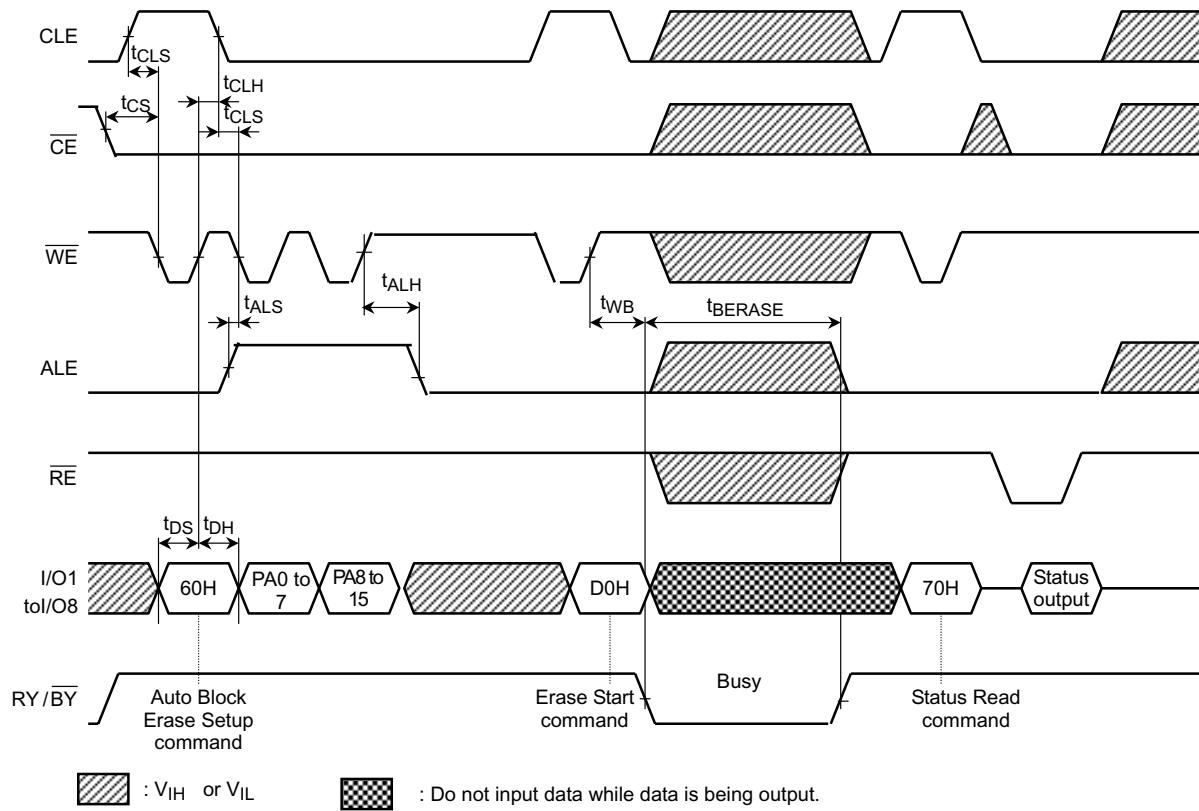 CLE
tCLS
tCLH
tCS
tCLS
CE
WE
tALH
tALS
tWB
tBERASE
ALE
RE
tDS
tDH
I/O1
toI/O8
60H
PA0 to
7
PA8 to
15
D0H
70H
Status
output
RY/BY
Busy
Auto Block
Erase Setup
command
Erase Start
command
Status Read
command
: VIH or VIL
: Do not input data while data is being output.